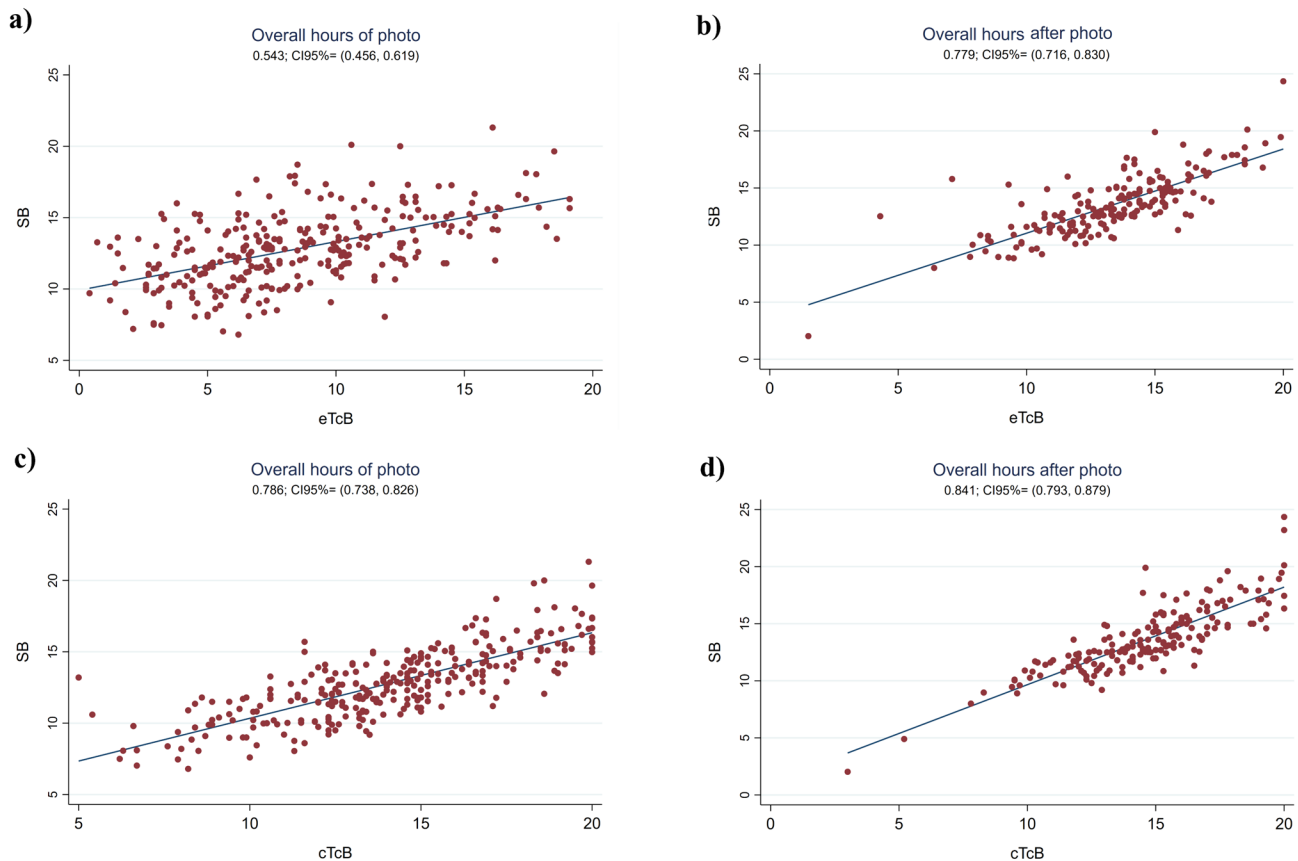 a)
Overall hours of photo
0.543; CI95%= (0.456, 0.619)
25
20
15
10
5
SB
0 5 10 15 20
eTcB
b)
Overall hours after photo
0.779; CI95%= (0.716, 0.830)
25
20
15
10
5
0
SB
0 5 10 15 20
eTcB
c)
Overall hours of photo
0.786; CI95%= (0.738, 0.826)
25
20
15
10
5
SB
5 10 15 20
cTcB
d)
Overall hours after photo
0.841; CI95%= (0.793, 0.879)
25
20
15
10
5
0
SB
0 5 10 15 20
cTcB